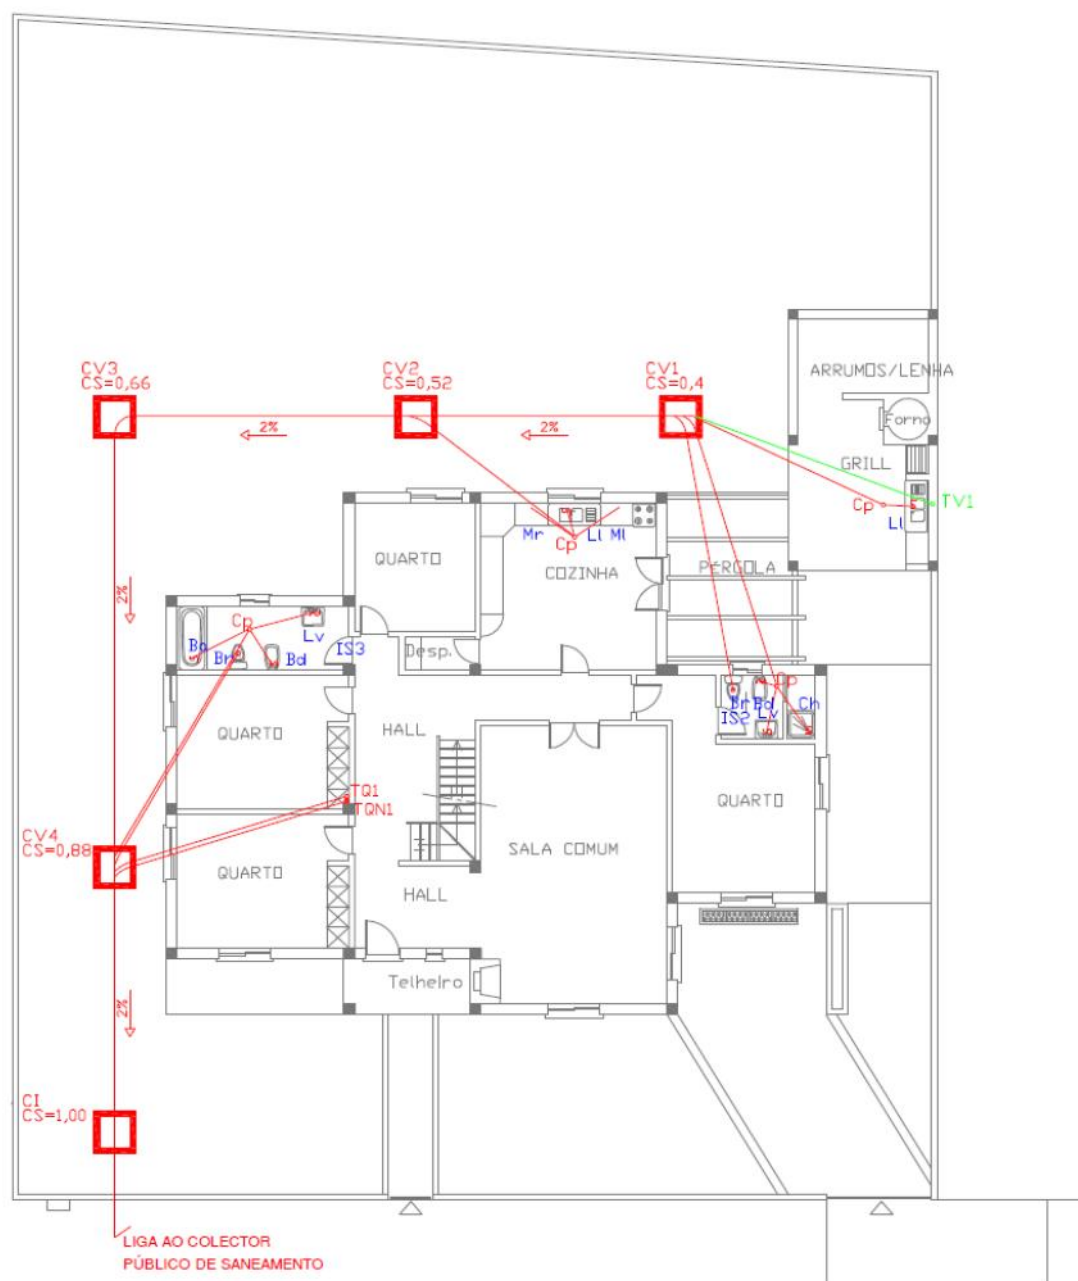 CV3
CS=0,66
CV2
CS=0,52
CV1
CS=0,4
ARRUMOS/LENHA
Forno
2%
2%
GRILL
Cp
TV1
Ll
Mr
Ll Ml
Cp
QUARTO
COZINHA
PÉRGOLA
2%
Cp
Lv
Ba
Br
Bd
IS3
Desp.
Cp
Br
Bd
Ch
IS2
Lv
QUARTO
HALL
TQ1
TQN1
QUARTO
CV4
CS=0,88
SALA COMUM
QUARTO
HALL
Telheiro
2%
CI
CS=1,00
LIGA AO COLECTOR
PÚBLICO DE SANEAMENTO